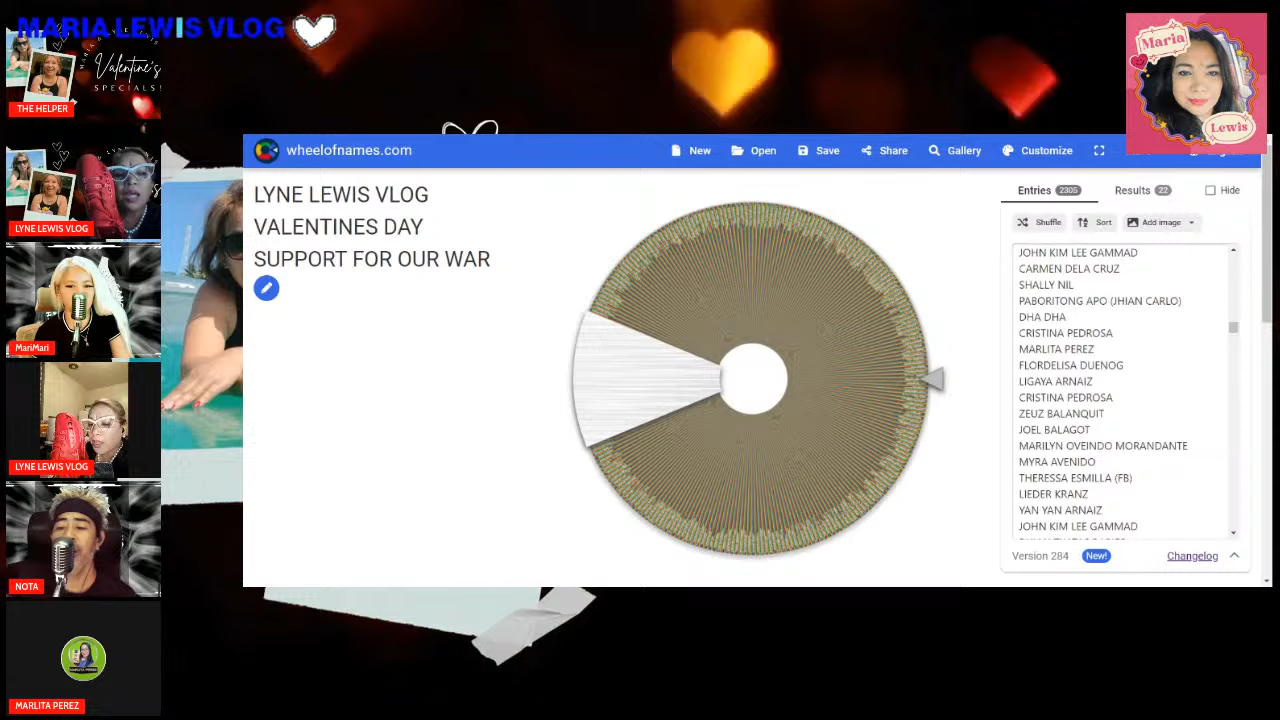 MARIA LEWIS VLOG
MARIA LYNE LEWIS
Valentine's
SPECIALS!
THE HELPER
LYNE LEWIS VLOG
MariMari
LYNE LEWIS VLOG
NOTA
MARLITA PEREZ
Maria
Lewis
wheelofnames.com
New
Open
Save
Share
Gallery
Customize
LYNE LEWIS VLOG
VALENTINES DAY
SUPPORT FOR OUR WAR
Entries 2305
Results 22
Hide
Shuffle
Sort
Add image
JOHN KIM LEE GAMMAD
CARMEN DELA CRUZ
SHALLY NIL
PABORITONG APO (JHIAN CARLO)
DHA DHA
CRISTINA PEDROSA
MARLITA PEREZ
FLORDELISA DUENOG
LIGAYA ARNAIZ
CRISTINA PEDROSA
ZEUZ BALANQUIT
JOEL BALAGOT
MARILYN OVEINDO MORANDANTE
MYRA AVENIDO
THERESSA ESMILLA (FB)
LIEDER KRANZ
YAN YAN ARNAIZ
JOHN KIM LEE GAMMAD
Version 284
New!
Changelog